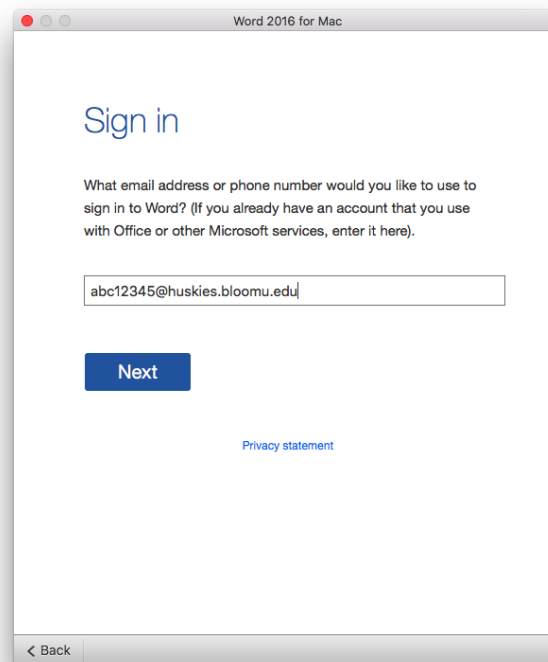 Word 2016 for Mac
Sign in
What email address or phone number would you like to use to
sign in to Word? (If you already have an account that you use
with Office or other Microsoft services, enter it here).
abc12345@huskies.bloomu.edu
Next
Privacy statement
Back